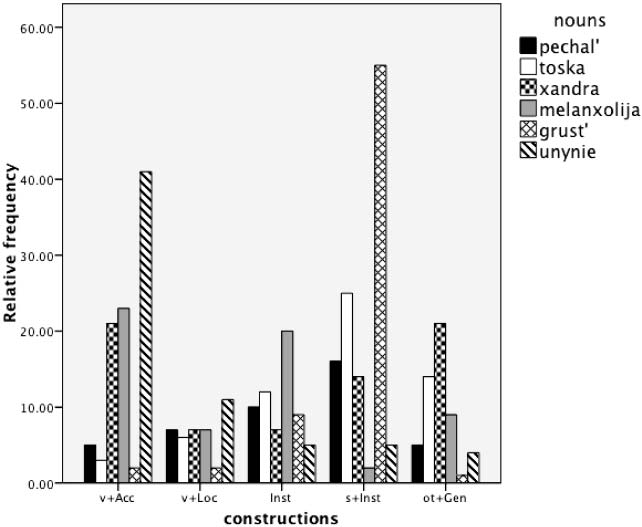 nouns
pechal'
toska
xandra
melanxolija
grust'
unynie
Relative frequency
60.00
50.00
40.00
30.00
20.00
10.00
0.00
v+Acc v+Loc Inst s+Inst ot+Gen
constructions